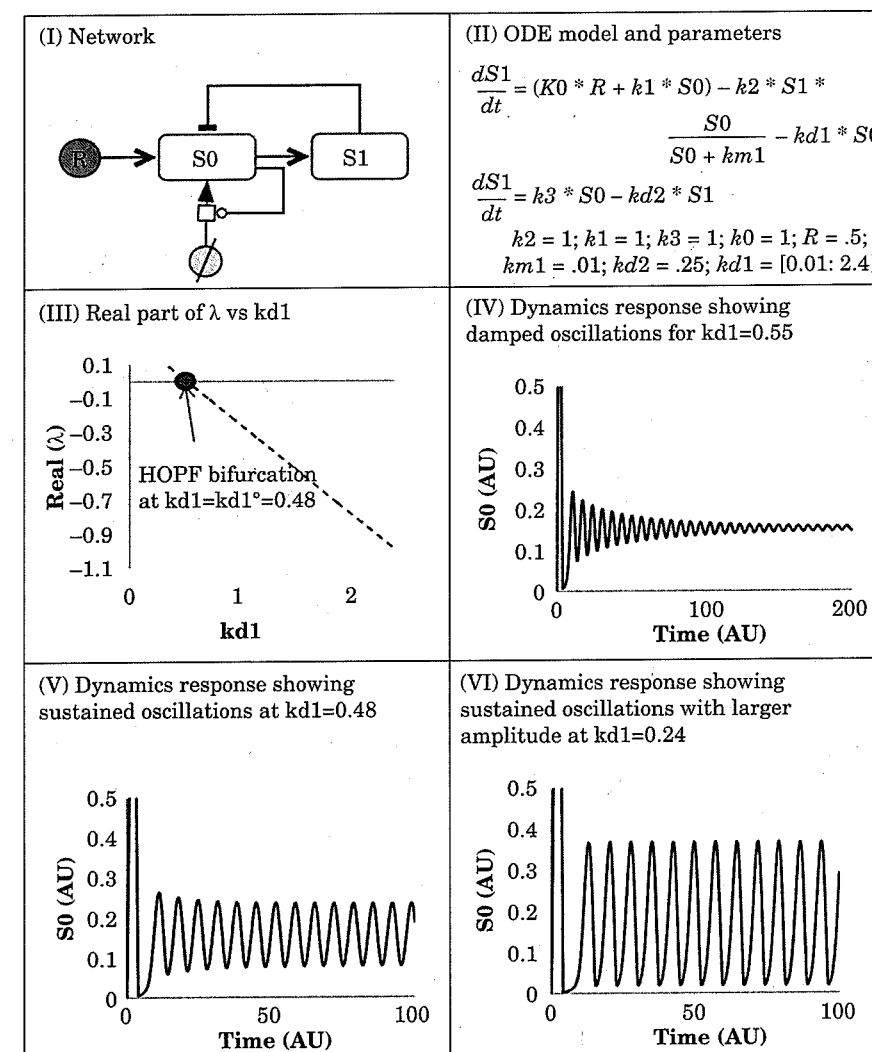 (I) Network
R
S0
S1
(II) ODE model and parameters
dS1/dt = (K0 * R + k1 * S0) – k2 * S1 *
S0/(S0 + km1) – kd1 * S0
dS1/dt = k3 * S0 – kd2 * S1
k2 = 1; k1 = 1; k3 = 1; k0 = 1; R = .5;
km1 = .01; kd2 = .25; kd1 = [0.01: 2.4]
(III) Real part of λ vs kd1
0.1
–0.1
–0.3
–0.5
–0.7
–0.9
–1.1
Real (λ)
HOPF bifurcation
at kd1=kd1°=0.48
0 1 2
kd1
(IV) Dynamics response showing
damped oscillations for kd1=0.55
0.5
0.4
0.3
0.2
0.1
0
S0 (AU)
0 100 200
Time (AU)
(V) Dynamics response showing
sustained oscillations at kd1=0.48
0.5
0.4
0.3
0.2
0.1
0
S0 (AU)
0 50 100
Time (AU)
(VI) Dynamics response showing
sustained oscillations with larger
amplitude at kd1=0.24
0.5
0.4
0.3
0.2
0.1
0
S0 (AU)
0 50 100
Time (AU)